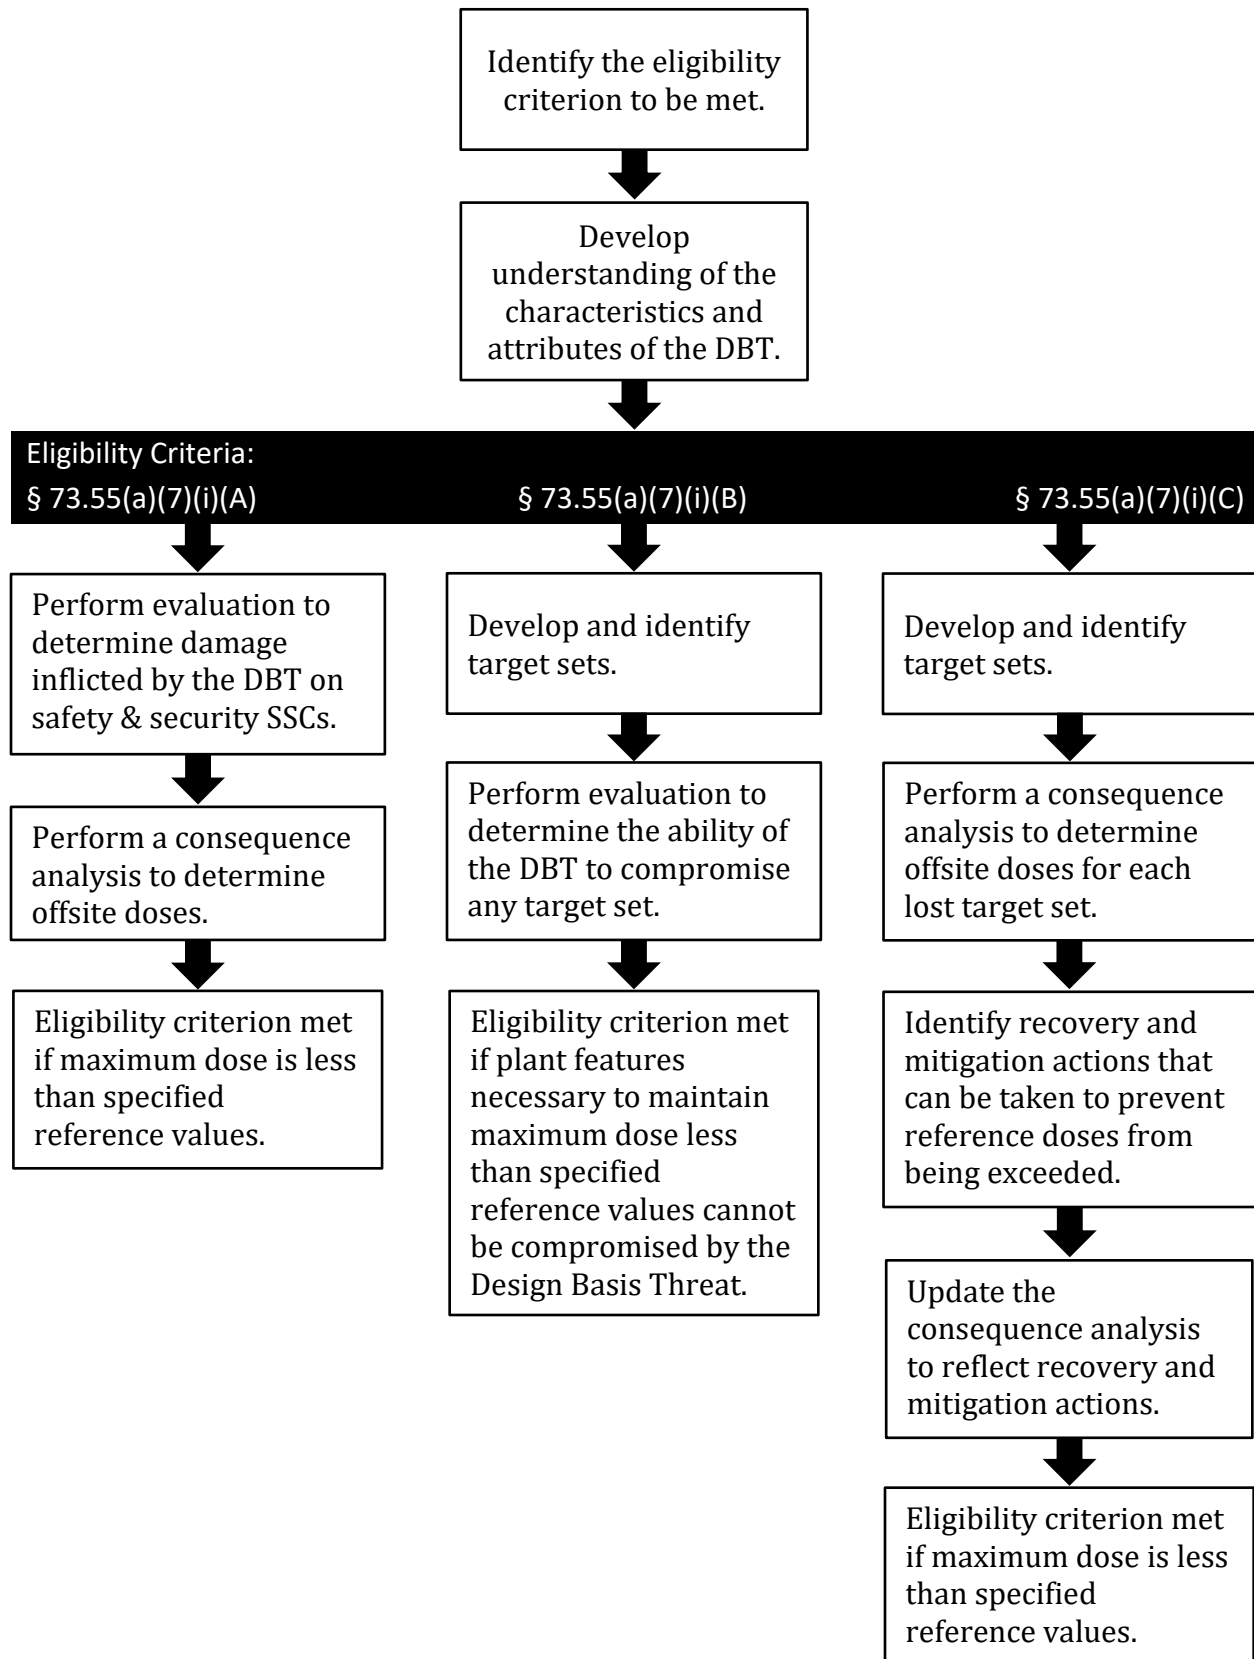 Identify the eligibility
criterion to be met.
Develop
understanding of the
characteristics and
attributes of the DBT.
Eligibility Criteria:
§ 73.55(a)(7)(i)(A) § 73.55(a)(7)(i)(B) § 73.55(a)(7)(i)(C)
Perform evaluation to
determine damage
inflicted by the DBT on
safety & security SSCs.
Perform a consequence
analysis to determine
offsite doses.
Eligibility criterion met
if maximum dose is less
than specified
reference values.
Develop and identify
target sets.
Perform evaluation to
determine the ability of
the DBT to compromise
any target set.
Eligibility criterion met
if plant features
necessary to maintain
maximum dose less
than specified
reference values cannot
be compromised by the
Design Basis Threat.
Develop and identify
target sets.
Perform a consequence
analysis to determine
offsite doses for each
lost target set.
Identify recovery and
mitigation actions that
can be taken to prevent
reference doses from
being exceeded.
Update the
consequence analysis
to reflect recovery and
mitigation actions.
Eligibility criterion met
if maximum dose is less
than specified
reference values.